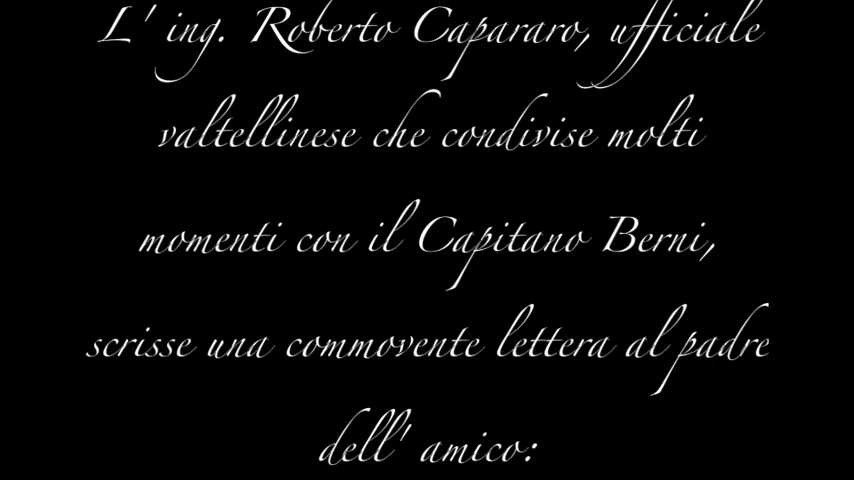 L' ing. Roberto Capararo, ufficiale
valtellinese che condivise molti
momenti con il Capitano Berni,
scrisse una commovente lettera al padre
dell' amico: